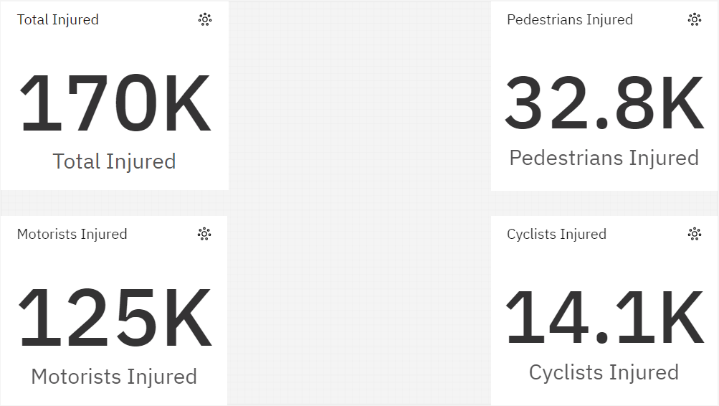 Total Injured
170K
Total Injured
Pedestrians Injured
32.8K
Pedestrians Injured
Motorists Injured
125K
Motorists Injured
Cyclists Injured
14.1K
Cyclists Injured